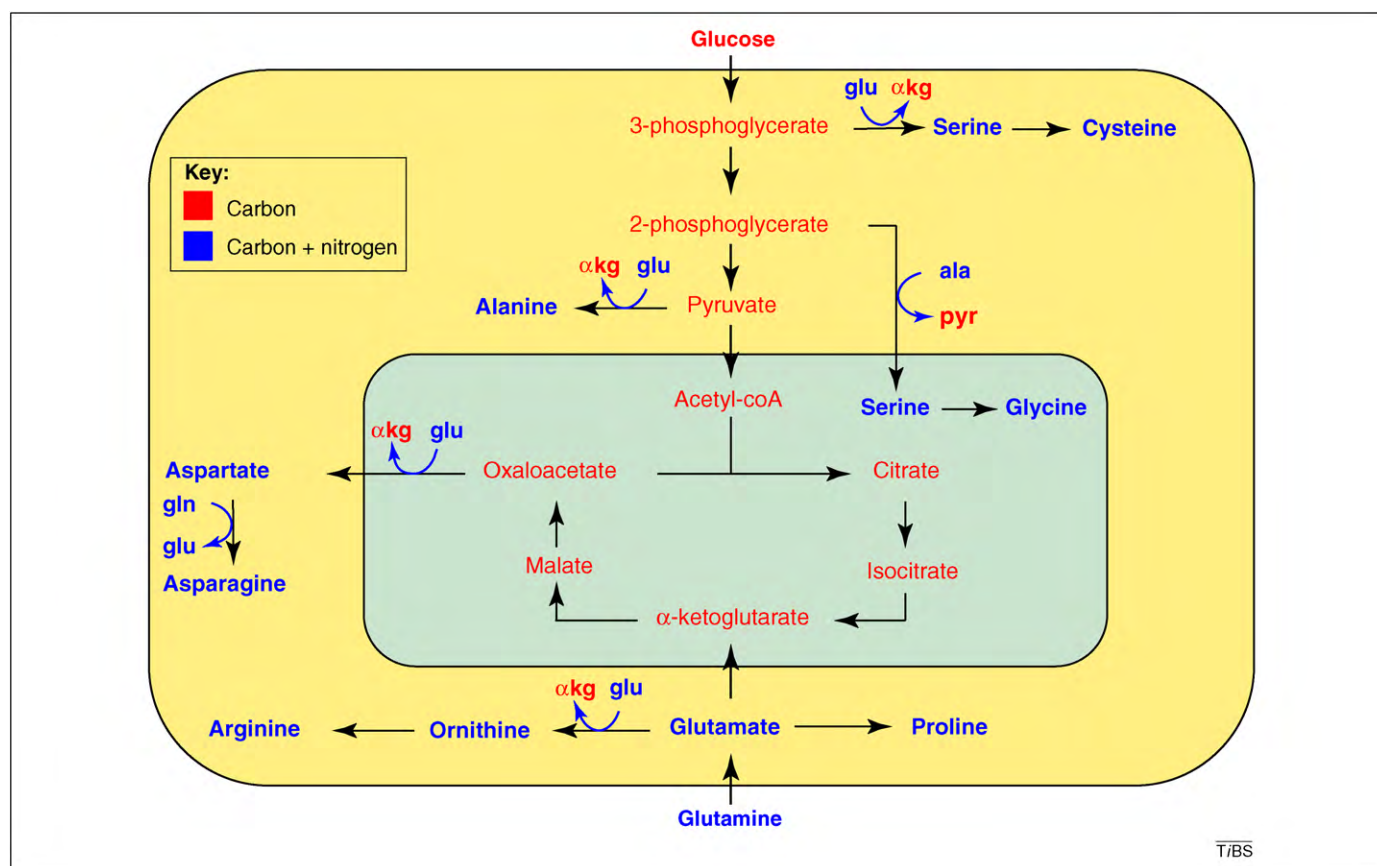 Glucose
glu αkg
3-phosphoglycerate
Serine
Cysteine
Key:
Carbon
Carbon + nitrogen
2-phosphoglycerate
αkg glu
ala
Alanine
Pyruvate
pyr
Acetyl-coA
Serine
Glycine
αkg glu
Aspartate
Oxaloacetate
Citrate
gln
glu
Asparagine
Malate
Isocitrate
α-ketoglutarate
αkg glu
Arginine
Ornithine
Glutamate
Proline
Glutamine
TiBS